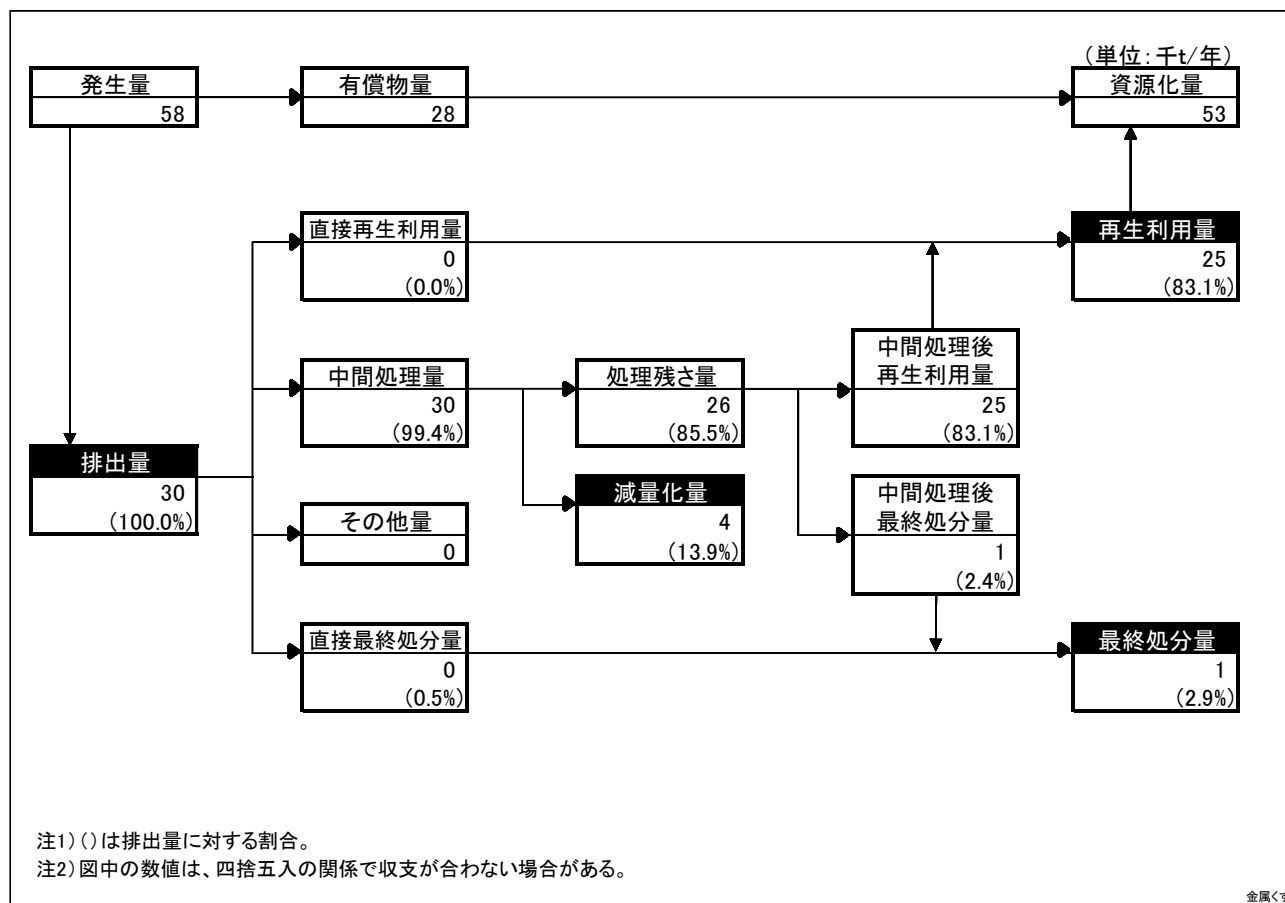 (単位:千t/年)
発生量
58
有償物量
28
資源化量
53
直接再生利用量
0
(0.0%)
再生利用量
25
(83.1%)
中間処理量
30
(99.4%)
処理残さ量
26
(85.5%)
中間処理後
再生利用量
25
(83.1%)
排出量
30
(100.0%)
減量化量
4
(13.9%)
その他量
0
中間処理後
最終処分量
1
(2.4%)
直接最終処分量
0
(0.5%)
最終処分量
1
(2.9%)
注1)()は排出量に対する割合。
注2)図中の数値は、四捨五入の関係で収支が合わない場合がある。
金属くず